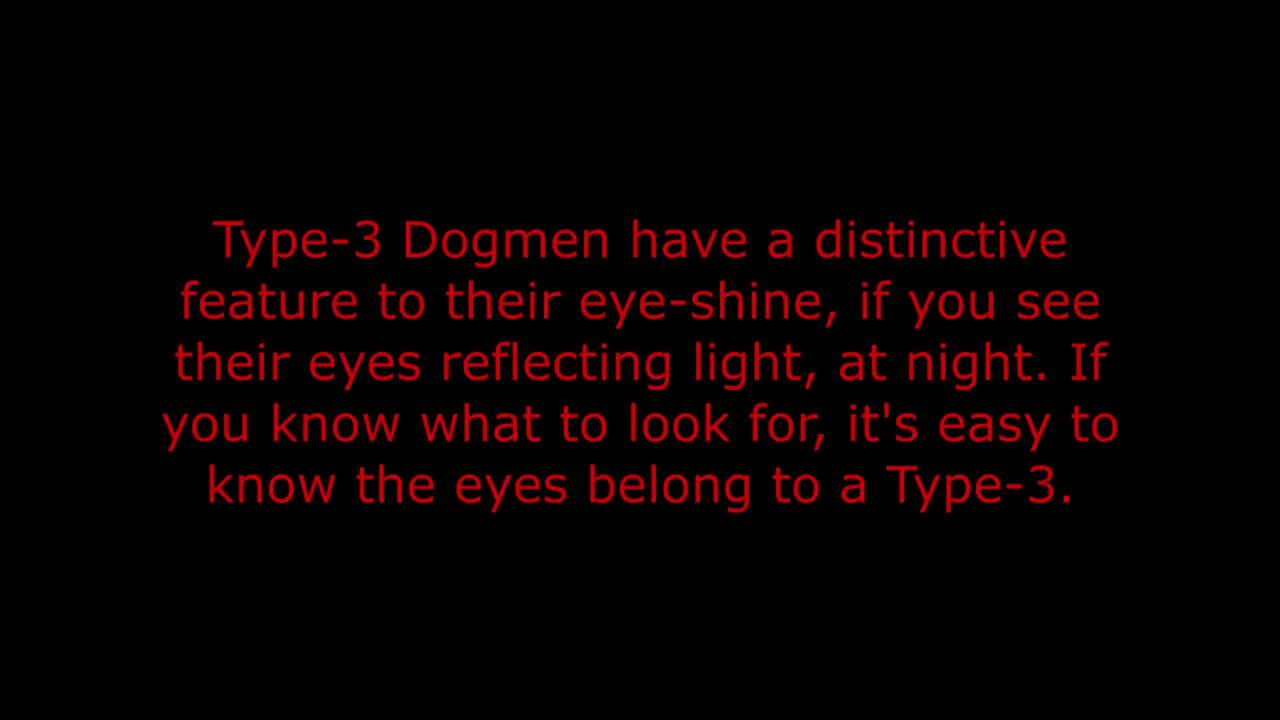 Type-3 Dogmen have a distinctive
feature to their eye-shine, if you see
their eyes reflecting light, at night. If
you know what to look for, it's easy to
know the eyes belong to a Type-3.